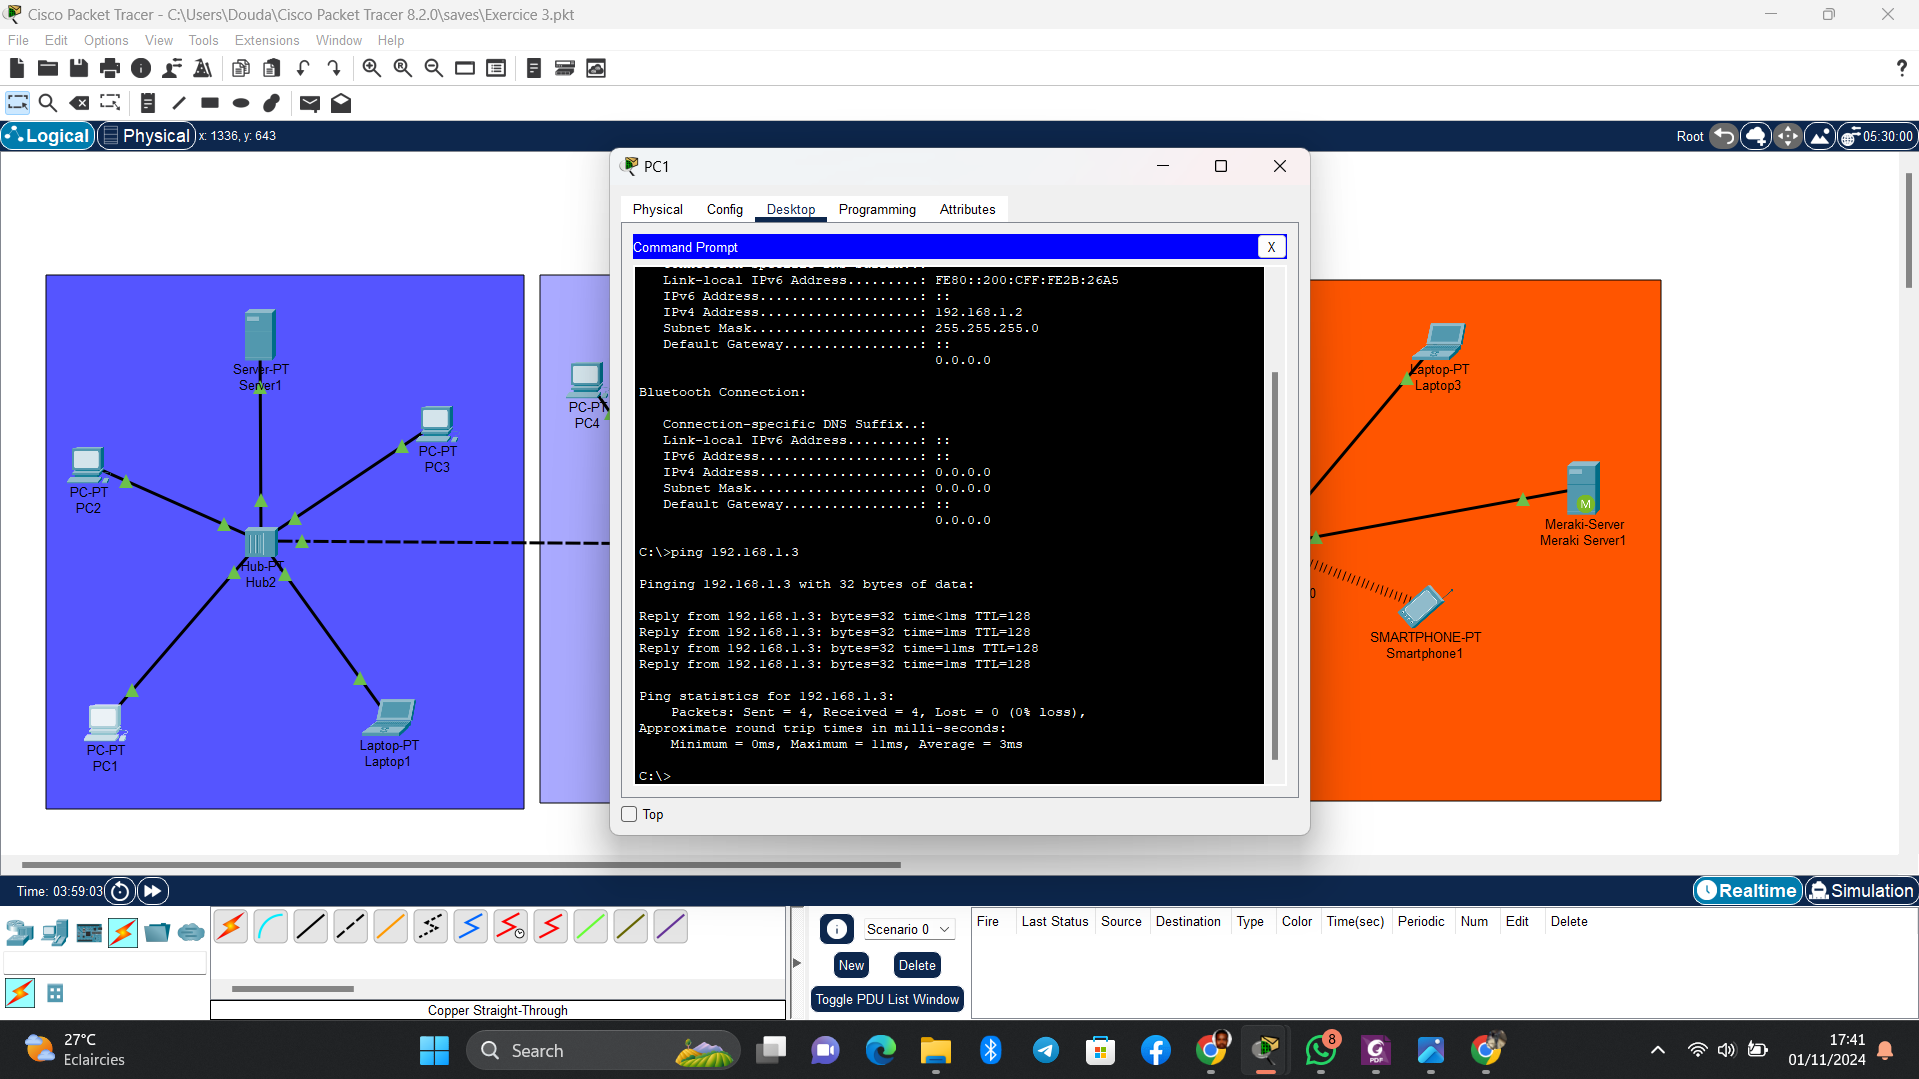 Cisco Packet Tracer - C:\Users\Douda\Cisco Packet Tracer 8.2.0\saves\Exercice 3.pkt
File Edit Options View Tools Extensions Window Help
Logical Physical x: 1336, y: 643 Root 05:30:00
PC1
Physical Config Desktop Programming Attributes
Command Prompt X
Link-local IPv6 Address.........: FE80::200:CFF:FE2B:26A5
IPv6 Address....................: ::
IPv4 Address....................: 192.168.1.2
Subnet Mask.....................: 255.255.255.0
Default Gateway.................: ::
0.0.0.0
Bluetooth Connection:
Connection-specific DNS Suffix..:
Link-local IPv6 Address.........: ::
IPv6 Address....................: ::
IPv4 Address....................: 0.0.0.0
Subnet Mask.....................: 0.0.0.0
Default Gateway.................: ::
0.0.0.0
C:\>ping 192.168.1.3
Pinging 192.168.1.3 with 32 bytes of data:
Reply from 192.168.1.3: bytes=32 time<1ms TTL=128
Reply from 192.168.1.3: bytes=32 time=1ms TTL=128
Reply from 192.168.1.3: bytes=32 time=11ms TTL=128
Reply from 192.168.1.3: bytes=32 time=1ms TTL=128
Ping statistics for 192.168.1.3:
Packets: Sent = 4, Received = 4, Lost = 0 (0% loss),
Approximate round trip times in milli-seconds:
Minimum = 0ms, Maximum = 11ms, Average = 3ms
C:\>
Top
Server-PT
Server1
PC-PT
PC3
PC-PT
PC2
Hub-PT
Hub2
PC-PT
PC1
Laptop-PT
Laptop1
PC-PT
PC4
Laptop-PT
Laptop3
M
Meraki-Server
Meraki Server1
0
SMARTPHONE-PT
Smartphone1
Time: 03:59:03 Realtime Simulation
Copper Straight-Through
Scenario 0
New Delete
Toggle PDU List Window
Fire Last Status Source Destination Type Color Time(sec) Periodic Num Edit Delete
27°C
Eclaircies
Search
8
PDF
17:41
01/11/2024